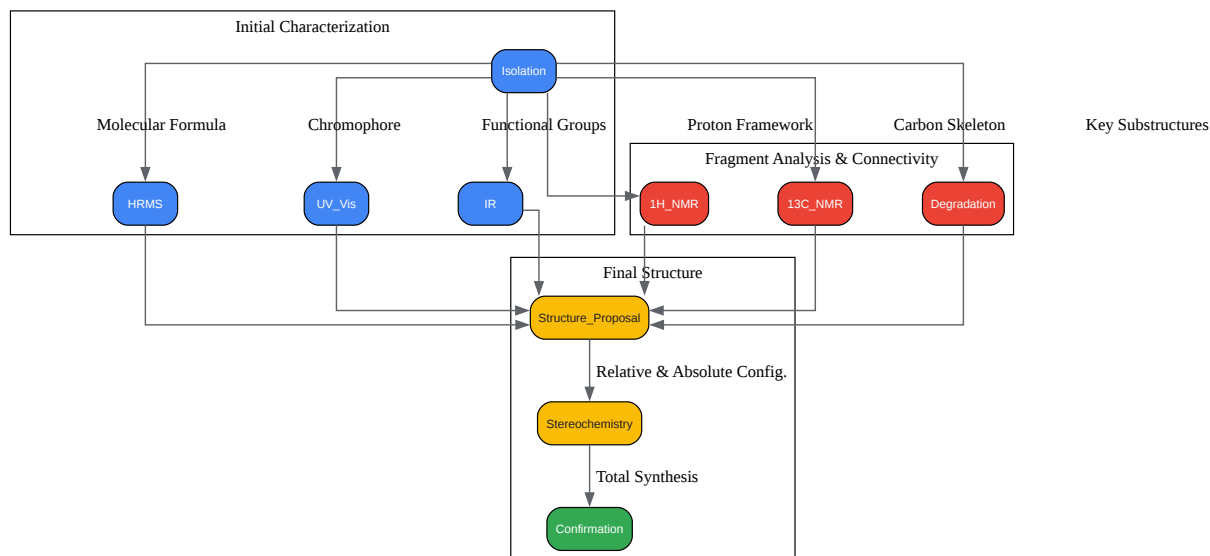 Initial Characterization
Isolation
Molecular Formula
Chromophore
Functional Groups
Proton Framework
Carbon Skeleton
Key Substructures
Fragment Analysis & Connectivity
HRMS
UV_Vis
IR
1H_NMR
13C_NMR
Degradation
Final Structure
Structure_Proposal
Relative & Absolute Config.
Stereochemistry
Total Synthesis
Confirmation